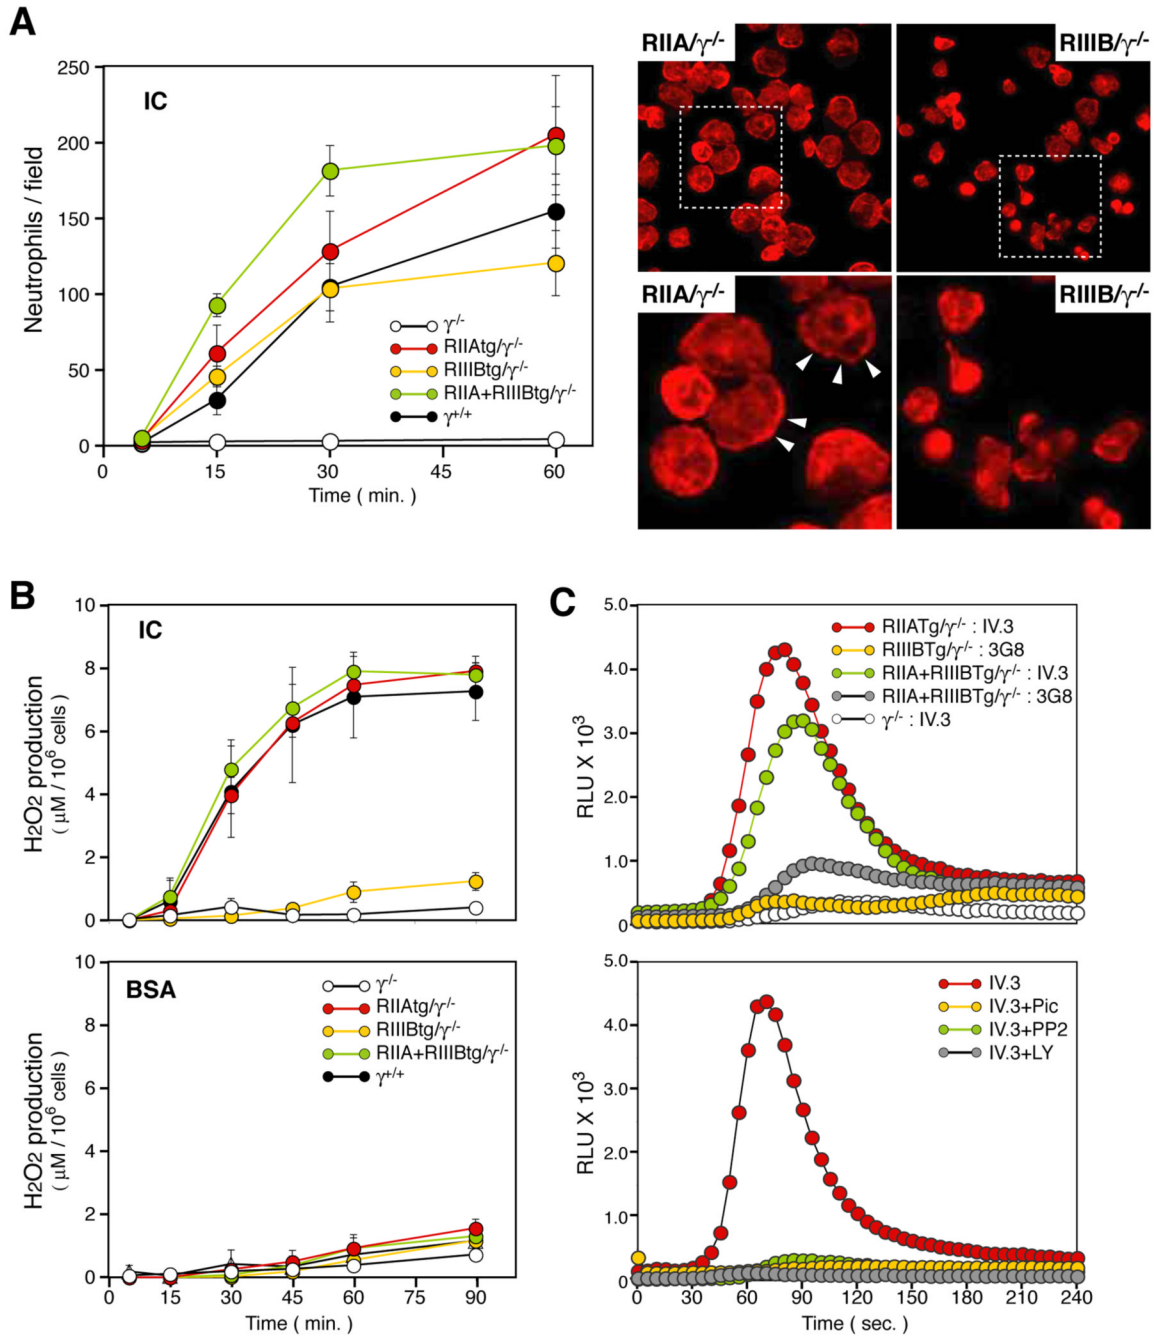 A
RIIA/γ-/-
RIIIB/γ-/-
250
IC
200
150
100
50
0
Neutrophils / field
γ-/-
RIIAtg/γ-/-
RIIIBtg/γ-/-
RIIA+RIIIBtg/γ-/-
γ+/+
0 15 30 45 60
Time ( min. )
RIIA/γ-/-
RIIIB/γ-/-
B
10
IC
8
6
4
2
0
H2O2 production
( μM / 10⁶ cells )
BSA
10
8
6
4
2
0
H2O2 production
( μM / 10⁶ cells )
γ-/-
RIIAtg/γ-/-
RIIIBtg/γ-/-
RIIA+RIIIBtg/γ-/-
γ+/+
0 15 30 45 60 75 90
Time ( min. )
C
5.0
4.0
3.0
2.0
1.0
0
RLU X 10³
RIIATg/γ-/- : IV.3
RIIIBTg/γ-/- : 3G8
RIIA+RIIIBTg/γ-/- : IV.3
RIIA+RIIIBTg/γ-/- : 3G8
γ-/- : IV.3
5.0
4.0
3.0
2.0
1.0
0
RLU X 10³
IV.3
IV.3+Pic
IV.3+PP2
IV.3+LY
0 30 60 90 120 150 180 210 240
Time ( sec. )